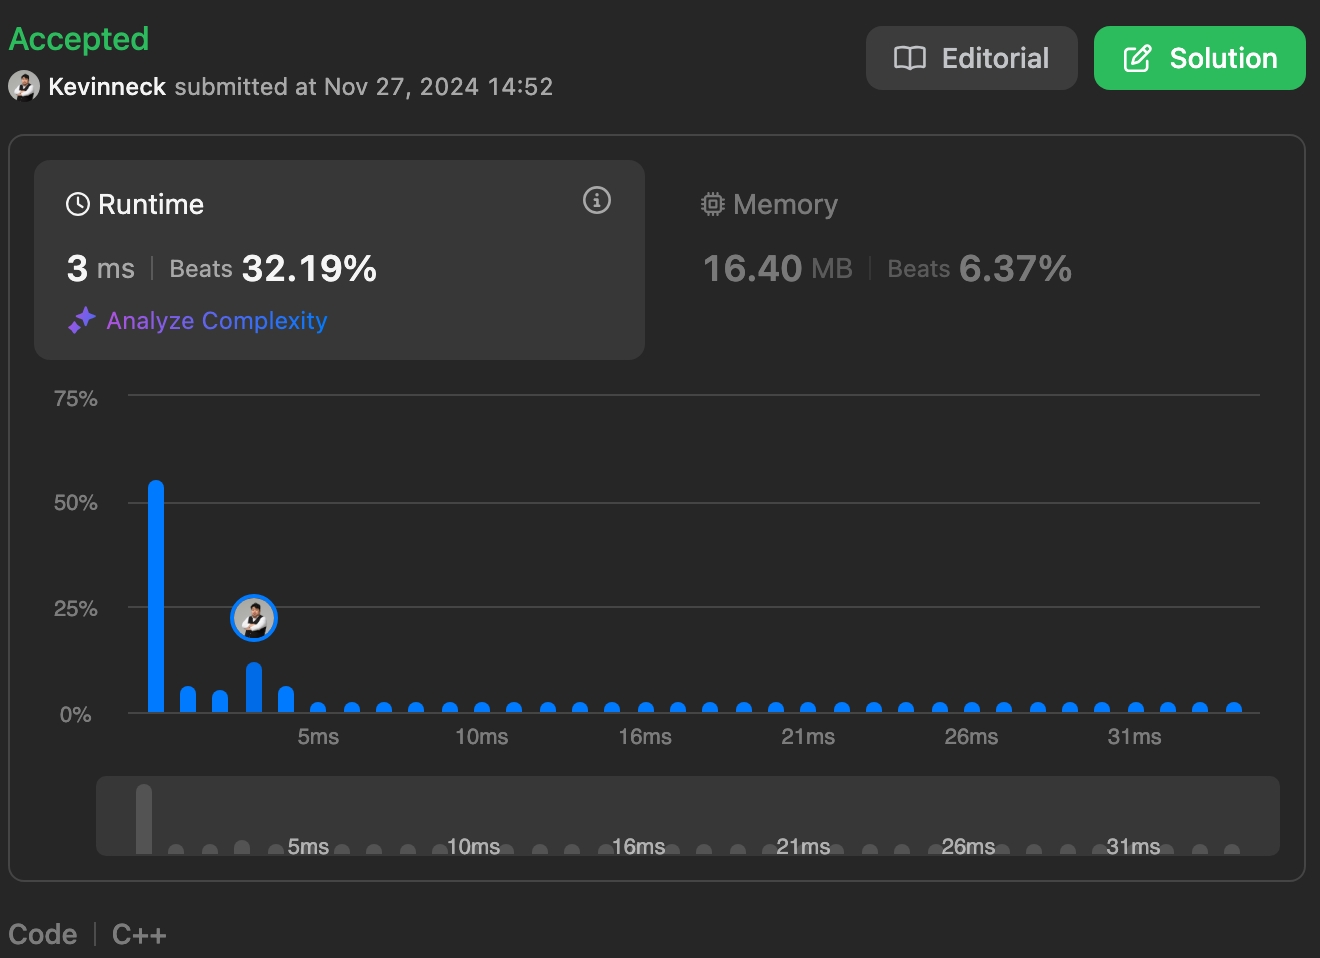 Accepted
Kevinneck submitted at Nov 27, 2024 14:52
Editorial
Solution
Runtime
3 ms | Beats 32.19%
Analyze Complexity
Memory
16.40 MB | Beats 6.37%
75%
50%
25%
0%
5ms 10ms 16ms 21ms 26ms 31ms
5ms 10ms 16ms 21ms 26ms 31ms
Code | C++